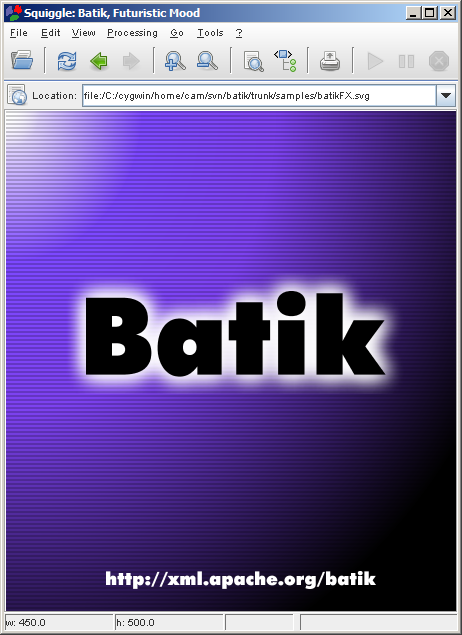 Squiggle: Batik, Futuristic Mood
File Edit View Processing Go Tools ?
Location: file:/C:/cygwin/home/cam/svn/batik/trunk/samples/batikFX.svg
Batik
http://xml.apache.org/batik
w: 450.0 h: 500.0